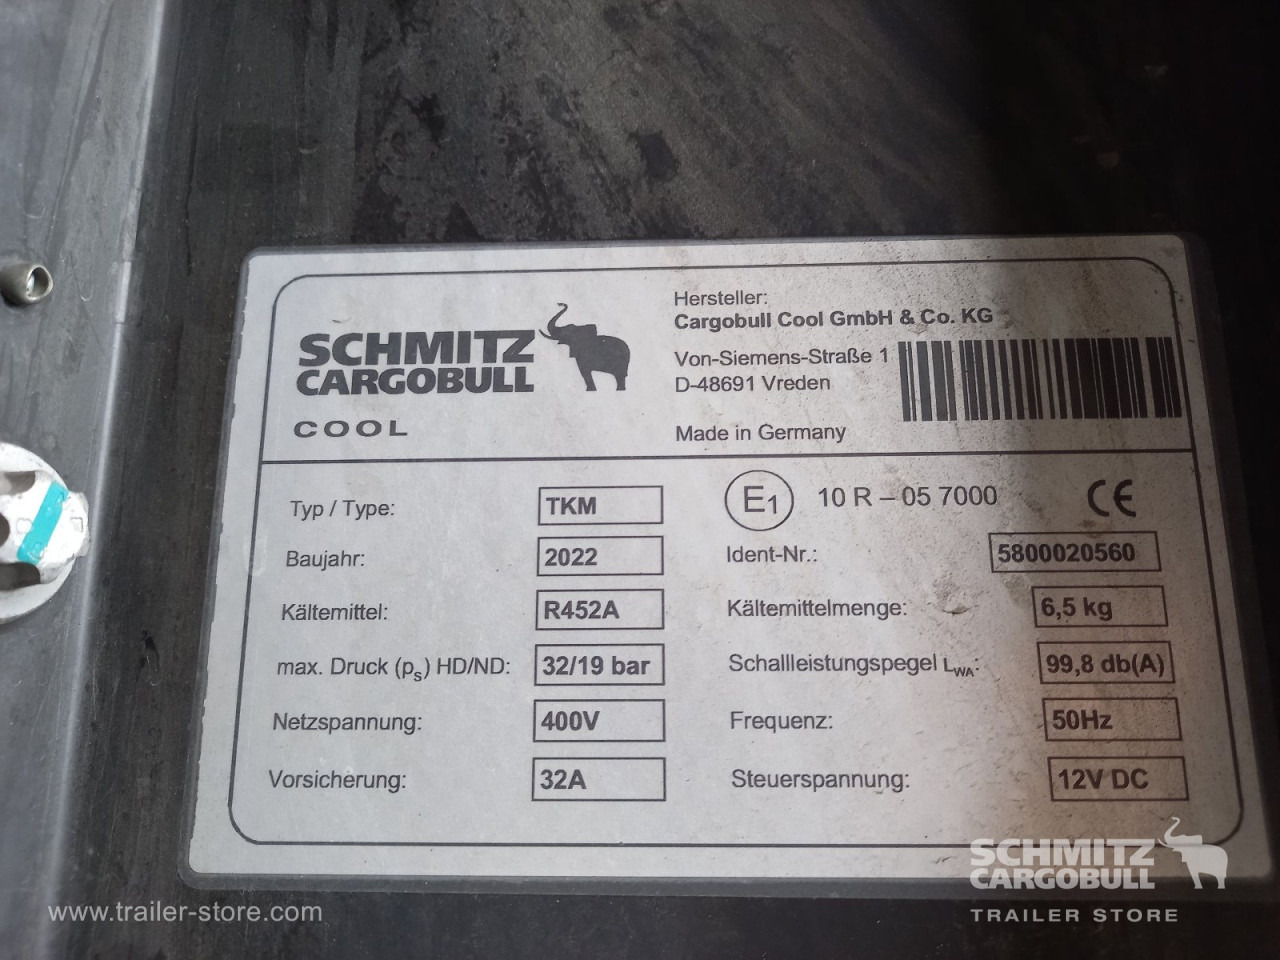 SCHMITZ
CARGOBULL
COOL
Hersteller:
Cargobull Cool GmbH & Co. KG
Von-Siemens-Straße 1
D-48691 Vreden
Made in Germany
Typ / Type: TKM
E1 10 R – 05 7000 CE
Baujahr: 2022
Ident-Nr.: 5800020560
Kältemittel: R452A
Kältemittelmenge: 6,5 kg
max. Druck (ps) HD/ND: 32/19 bar
Schallleistungspegel LWA: 99,8 db(A)
Netzspannung: 400V
Frequenz: 50Hz
Vorsicherung: 32A
Steuerspannung: 12V DC
SCHMITZ
CARGOBULL
TRAILER STORE
www.trailer-store.com